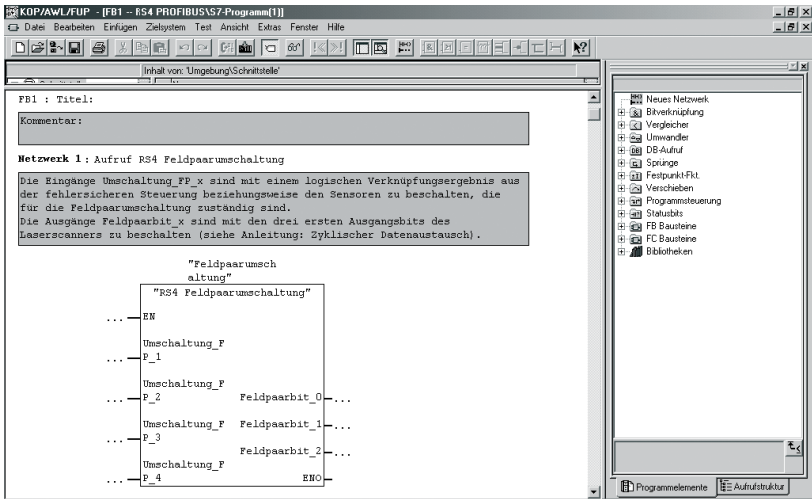 KOP/AWL/FUP - [FB1 -- RS4 PROFIBUS\S7-Programm(1)]
Datei Bearbeiten Einfügen Zielsystem Test Ansicht Extras Fenster Hilfe
Inhalt von: 'Umgebung\Schnittstelle'
FB1 : Titel:
Kommentar:
Netzwerk 1: Aufruf RS4 Feldpaarumschaltung
Die Eingänge Umschaltung_FP_x sind mit einem logischen Verknüpfungsergebnis aus
der fehlersicheren Steuerung beziehungsweise den Sensoren zu beschalten, die
für die Feldpaarumschaltung zuständig sind.
Die Ausgänge Feldpaarbit_x sind mit den drei ersten Ausgangsbits des
Laserscanners zu beschalten (siehe Anleitung: Zyklischer Datenaustausch).
"Feldpaarumsch
altung"
"RS4 Feldpaarumschaltung"
... EN
Umschaltung_F
... P_1
Umschaltung_F
... P_2 Feldpaarbit_0 ...
Umschaltung_F Feldpaarbit_1 ...
... P_3
Feldpaarbit_2 ...
Umschaltung_F
... P_4 ENO
Neues Netzwerk
Bitverknüpfung
Vergleicher
Umwandler
DB-Aufruf
Sprünge
Festpunkt-Fkt.
Verschieben
Programmsteuerung
Statusbits
FB Bausteine
FC Bausteine
Bibliotheken
Programmelemente Aufrufstruktur